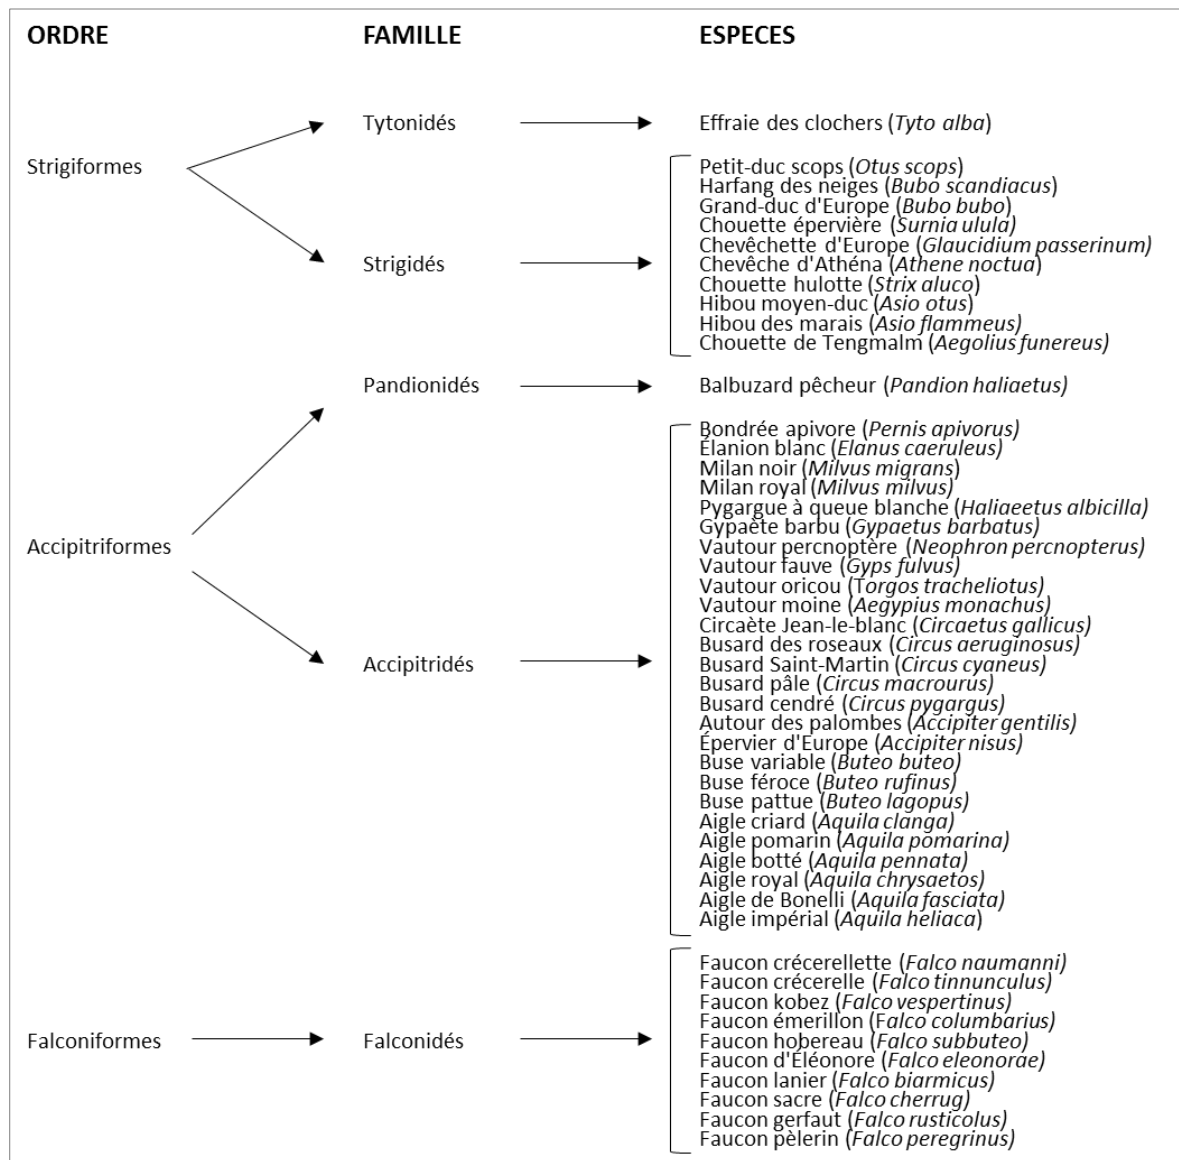 ORDRE FAMILLE ESPECES
Tytonidés Effraie des clochers (Tyto alba)
Strigiformes Petit-duc scops (Otus scops)
Harfang des neiges (Bubo scandiacus)
Grand-duc d'Europe (Bubo bubo)
Chouette épervière (Surnia ulula)
Chevêchette d'Europe (Glaucidium passerinum)
Strigidés Chevêche d'Athéna (Athene noctua)
Chouette hulotte (Strix aluco)
Hibou moyen-duc (Asio otus)
Hibou des marais (Asio flammeus)
Chouette de Tengmalm (Aegolius funereus)
Pandionidés Balbuzard pêcheur (Pandion haliaetus)
Bondrée apivore (Pernis apivorus)
Élanion blanc (Elanus caeruleus)
Milan noir (Milvus migrans)
Milan royal (Milvus milvus)
Pygargue à queue blanche (Haliaeetus albicilla)
Gypaète barbu (Gypaetus barbatus)
Accipitriformes Vautour percnoptère (Neophron percnopterus)
Vautour fauve (Gyps fulvus)
Vautour oricou (Torgos tracheliotus)
Vautour moine (Aegypius monachus)
Circaète Jean-le-blanc (Circaetus gallicus)
Busard des roseaux (Circus aeruginosus)
Accipitridés Busard Saint-Martin (Circus cyaneus)
Busard pâle (Circus macrourus)
Busard cendré (Circus pygargus)
Autour des palombes (Accipiter gentilis)
Épervier d'Europe (Accipiter nisus)
Buse variable (Buteo buteo)
Buse féroce (Buteo rufinus)
Buse pattue (Buteo lagopus)
Aigle criard (Aquila clanga)
Aigle pomarin (Aquila pomarina)
Aigle botté (Aquila pennata)
Aigle royal (Aquila chrysaetos)
Aigle de Bonelli (Aquila fasciata)
Aigle impérial (Aquila heliaca)
Faucon crécerellette (Falco naumanni)
Faucon crécerelle (Falco tinnunculus)
Faucon kobez (Falco vespertinus)
Faucon émerillon (Falco columbarius)
Falconiformes Falconidés Faucon hobereau (Falco subbuteo)
Faucon d'Éléonore (Falco eleonorae)
Faucon lanier (Falco biarmicus)
Faucon sacre (Falco cherrug)
Faucon gerfaut (Falco rusticolus)
Faucon pèlerin (Falco peregrinus)